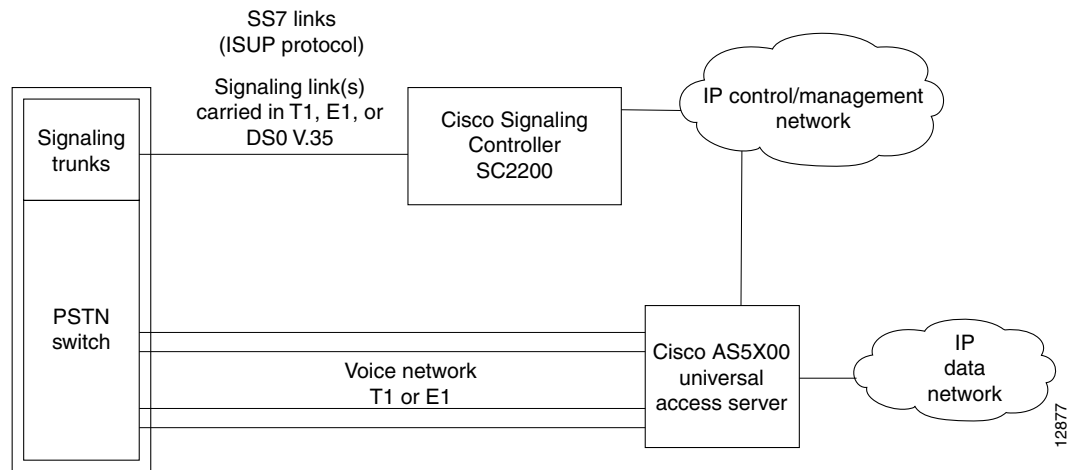 SS7 links
(ISUP protocol)
Signaling link(s)
carried in T1, E1, or
DS0 V.35
Signaling
trunks
Cisco Signaling
Controller
SC2200
IP control/management
network
PSTN
switch
Voice network
T1 or E1
Cisco AS5X00
universal
access server
IP
data
network
12877